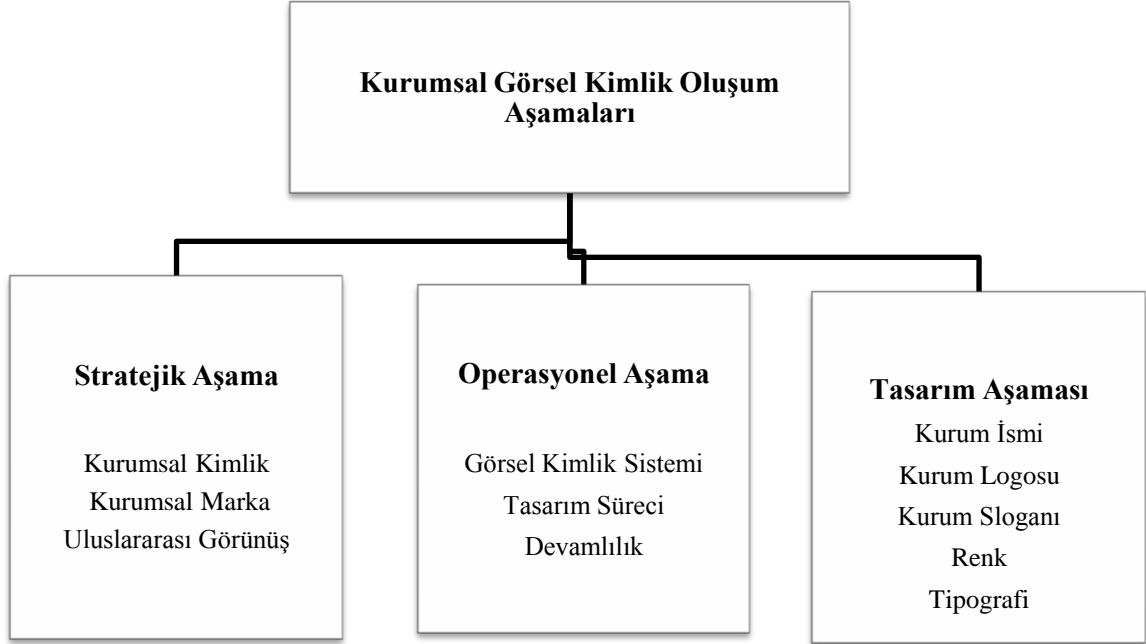 Kurumsal Görsel Kimlik Oluşum
Aşamaları
Stratejik Aşama
Kurumsal Kimlik
Kurumsal Marka
Uluslararası Görünüş
Operasyonel Aşama
Görsel Kimlik Sistemi
Tasarım Süreci
Devamlılık
Tasarım Aşaması
Kurum İsmi
Kurum Logosu
Kurum Sloganı
Renk
Tipografi